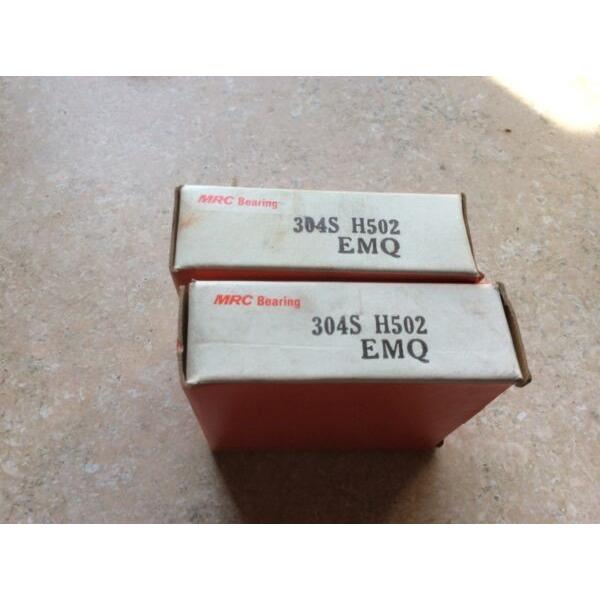 MRC Bearing
304S H502
EMQ
MRC Bearing
304S H502
EMQ